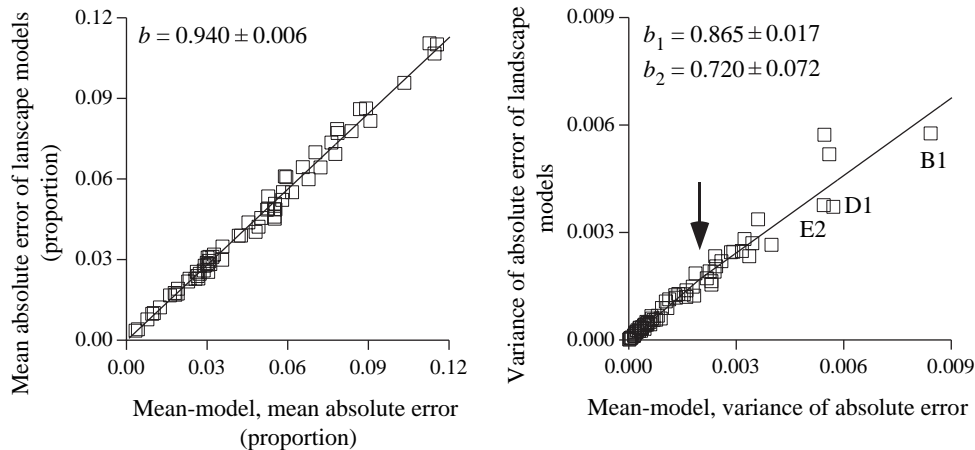 0.12
0.09
0.06
0.03
0.00
0.00
0.03
0.06
0.09
0.12
b = 0.940 ± 0.006
Mean absolute error of lanscape models
(proportion)
Mean-model, mean absolute error
(proportion)
0.009
0.006
0.003
0.000
0.000
0.003
0.006
0.009
b1 = 0.865 ± 0.017
b2 = 0.720 ± 0.072
B1
D1
E2
Variance of absolute error of landscape
models
Mean-model, variance of absolute error